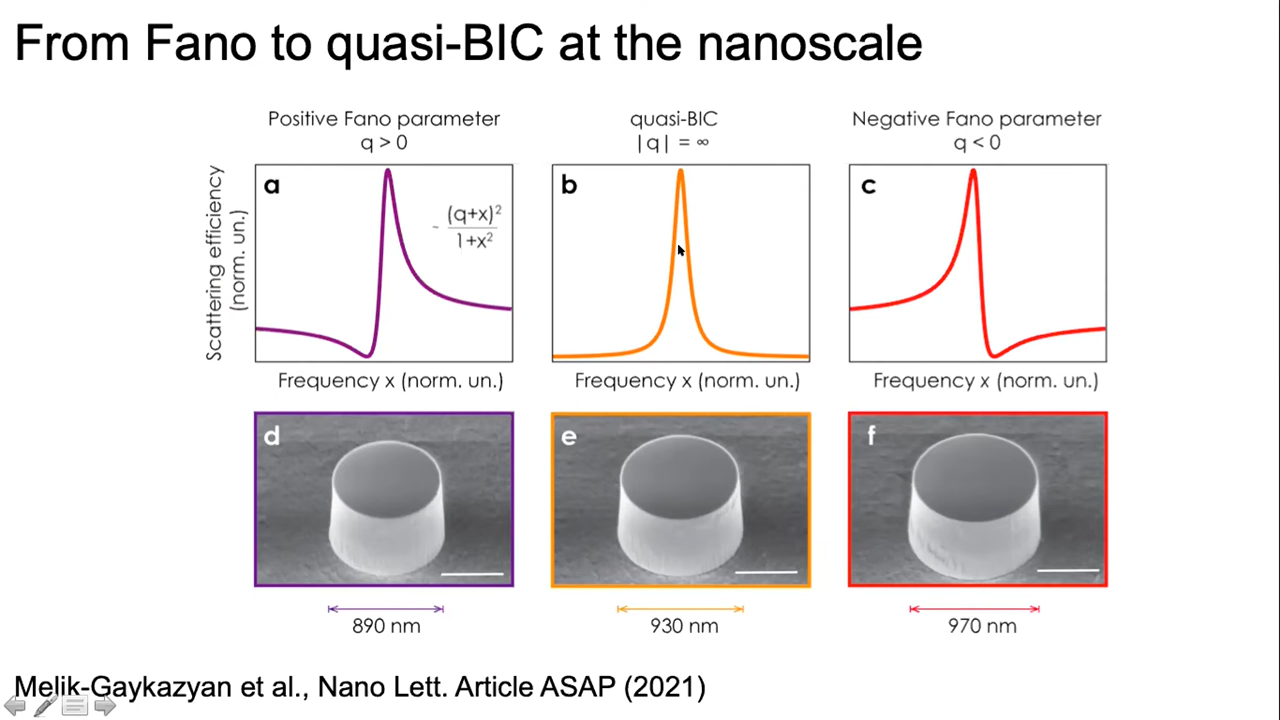 From Fano to quasi-BIC at the nanoscale
Positive Fano parameter
q > 0
quasi-BIC
|q| = ∞
Negative Fano parameter
q < 0
Scattering efficiency
(norm. un.)
a
~ (q+x)²
1+x²
b
c
Frequency x (norm. un.)
Frequency x (norm. un.)
Frequency x (norm. un.)
d
e
f
890 nm
930 nm
970 nm
Melik-Gaykazyan et al., Nano Lett. Article ASAP (2021)